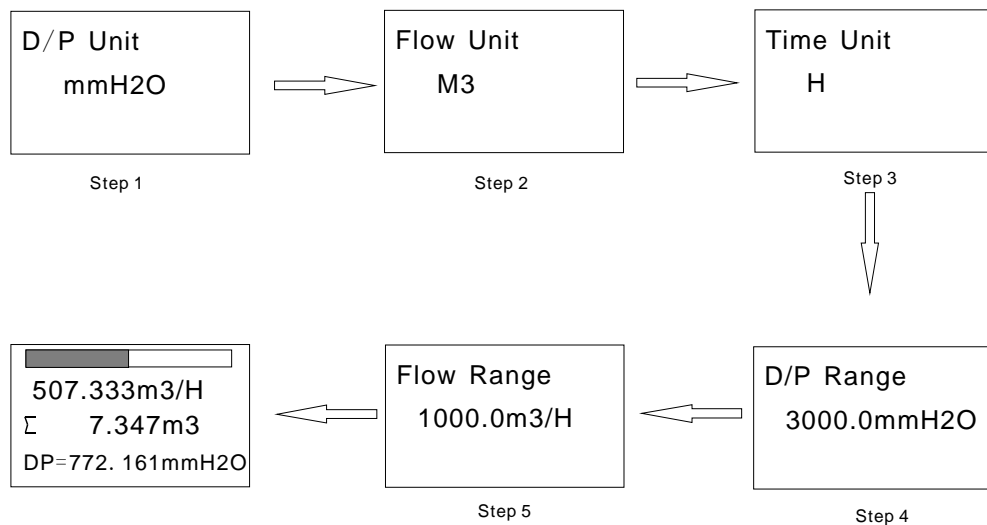 D/P Unit
mmH2O
Step 1
Flow Unit
M3
Step 2
Time Unit
H
Step 3
D/P Range
3000.0mmH2O
Step 4
Flow Range
1000.0m3/H
Step 5
507.333m3/H
Σ 7.347m3
DP=772. 161mmH2O